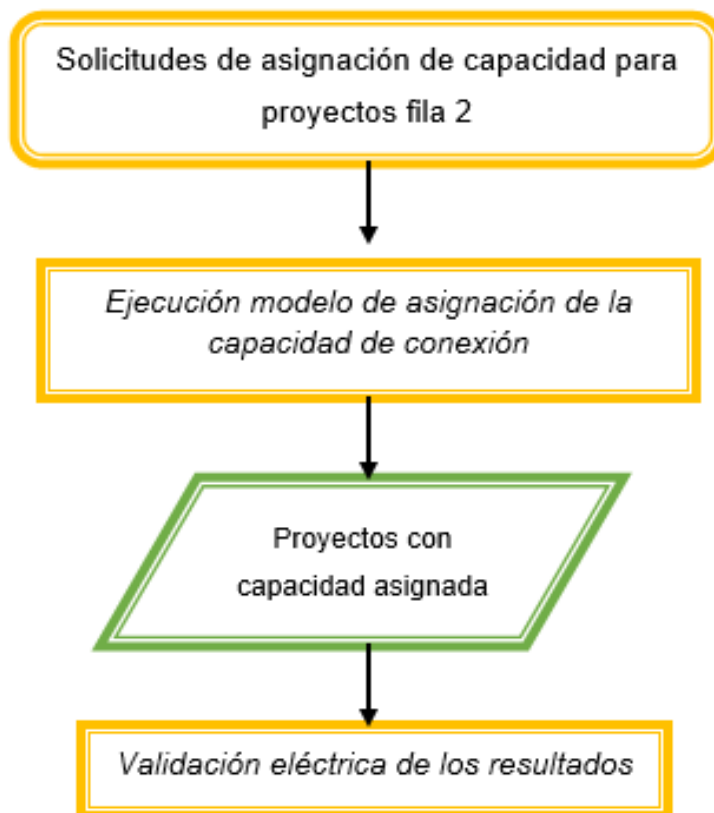 Solicitudes de asignación de capacidad para
proyectos fila 2
Ejecución modelo de asignación de la
capacidad de conexión
Proyectos con
capacidad asignada
Validación eléctrica de los resultados